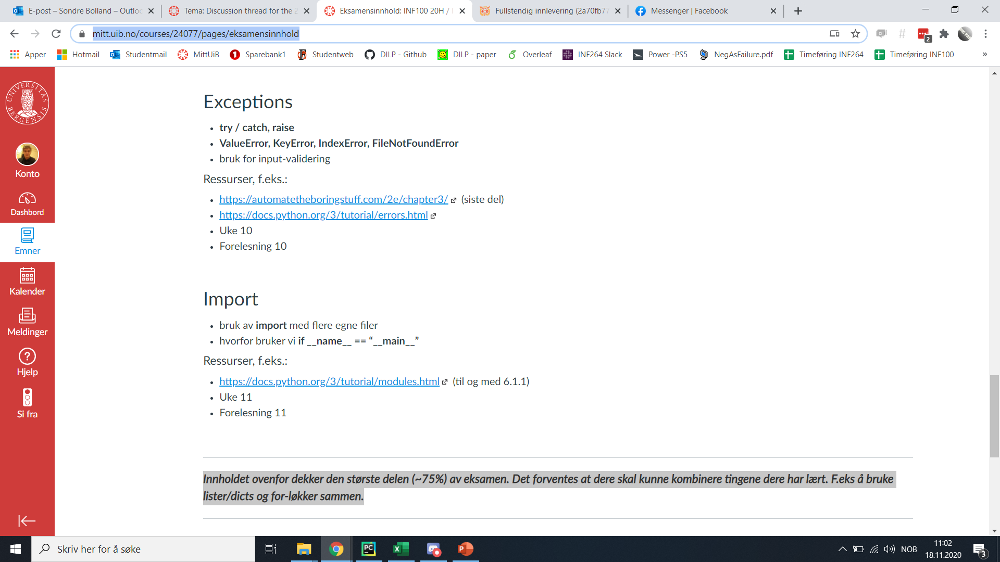 E-post – Sondre Bolland – Outloo
Tema: Discussion thread for the 2
Eksamensinnhold: INF100 20H /
Fullstendig innlevering (2a70fb77
Messenger | Facebook
mitt.uib.no/courses/24077/pages/eksamensinnhold
2
Apper
Hotmail
Studentmail
MittUiB
Sparebank1
Studentweb
DILP - Github
DILP - paper
Overleaf
INF264 Slack
Power -PS5
NegAsFailure.pdf
Timeføring INF264
Timeføring INF100
»
UNIVERSITAS BERGENSIS
Konto
Dashbord
Emner
Kalender
Meldinger
Hjelp
Si fra
Exceptions
• try / catch, raise
• ValueError, KeyError, IndexError, FileNotFoundError
• bruk for input-validering
Ressurser, f.eks.:
• https://automatetheboringstuff.com/2e/chapter3/ (siste del)
• https://docs.python.org/3/tutorial/errors.html
• Uke 10
• Forelesning 10
Import
• bruk av import med flere egne filer
• hvorfor bruker vi if __name__ == “__main__”
Ressurser, f.eks.:
• https://docs.python.org/3/tutorial/modules.html (til og med 6.1.1)
• Uke 11
• Forelesning 11
Innholdet ovenfor dekker den største delen (~75%) av eksamen. Det forventes at dere skal kunne kombinere tingene dere har lært. F.eks å bruke
lister/dicts og for-løkker sammen.
Skriv her for å søke
PC
X
P
NOB
11:02
18.11.2020
3